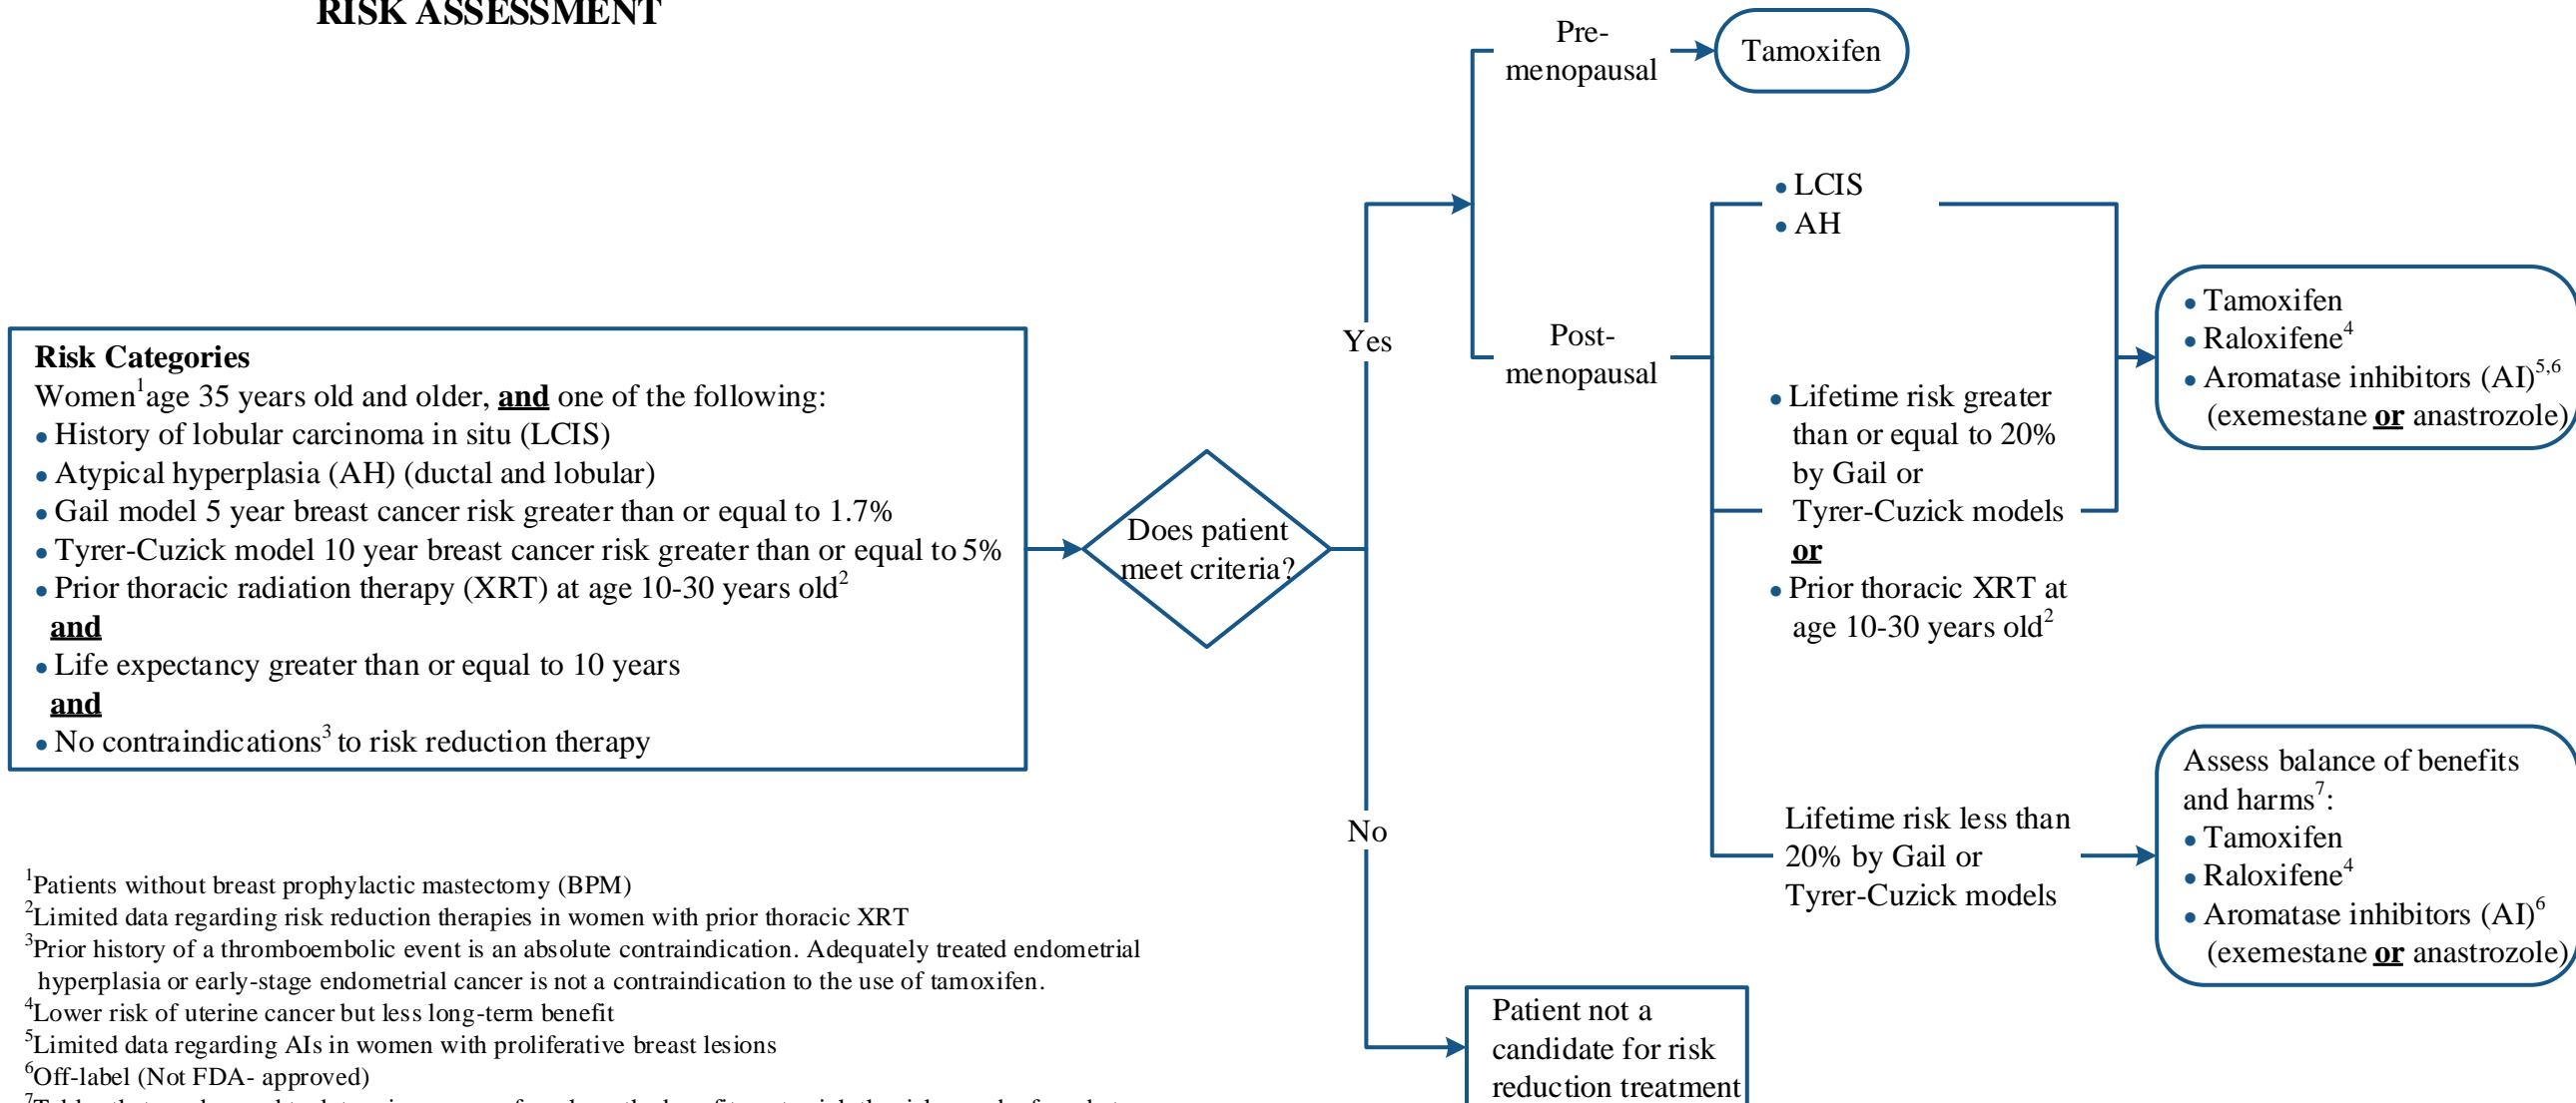 RISK ASSESSMENT
Risk Categories
Women¹age 35 years old and older, and one of the following:
• History of lobular carcinoma in situ (LCIS)
• Atypical hyperplasia (AH) (ductal and lobular)
• Gail model 5 year breast cancer risk greater than or equal to 1.7%
• Tyrer-Cuzick model 10 year breast cancer risk greater than or equal to 5%
• Prior thoracic radiation therapy (XRT) at age 10-30 years old²
and
• Life expectancy greater than or equal to 10 years
and
• No contraindications³ to risk reduction therapy
Does patient
meet criteria?
Yes
No
Pre-
menopausal
Tamoxifen
Post-
menopausal
• LCIS
• AH
• Lifetime risk greater
than or equal to 20%
by Gail or
Tyrer-Cuzick models
or
• Prior thoracic XRT at
age 10-30 years old²
• Tamoxifen
• Raloxifene⁴
• Aromatase inhibitors (AI)⁵,⁶
(exemestane or anastrozole)
Lifetime risk less than
20% by Gail or
Tyrer-Cuzick models
Assess balance of benefits
and harms⁷:
• Tamoxifen
• Raloxifene⁴
• Aromatase inhibitors (AI)⁶
(exemestane or anastrozole)
Patient not a
candidate for risk
reduction treatment
¹Patients without breast prophylactic mastectomy (BPM)
²Limited data regarding risk reduction therapies in women with prior thoracic XRT
³Prior history of a thromboembolic event is an absolute contraindication. Adequately treated endometrial
hyperplasia or early-stage endometrial cancer is not a contraindication to the use of tamoxifen.
⁴Lower risk of uterine cancer but less long-term benefit
⁵Limited data regarding AIs in women with proliferative breast lesions
⁶Off-label (Not FDA- approved)